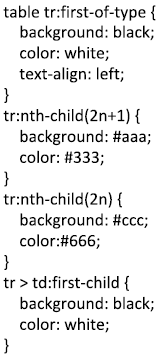 table tr:first-of-type {
background: black;
color: white;
text-align: left;
}
tr:nth-child(2n+1) {
background: #aaa;
color: #333;
}
tr:nth-child(2n) {
background: #ccc;
color:#666;
}
tr > td:first-child {
background: black;
color: white;
}